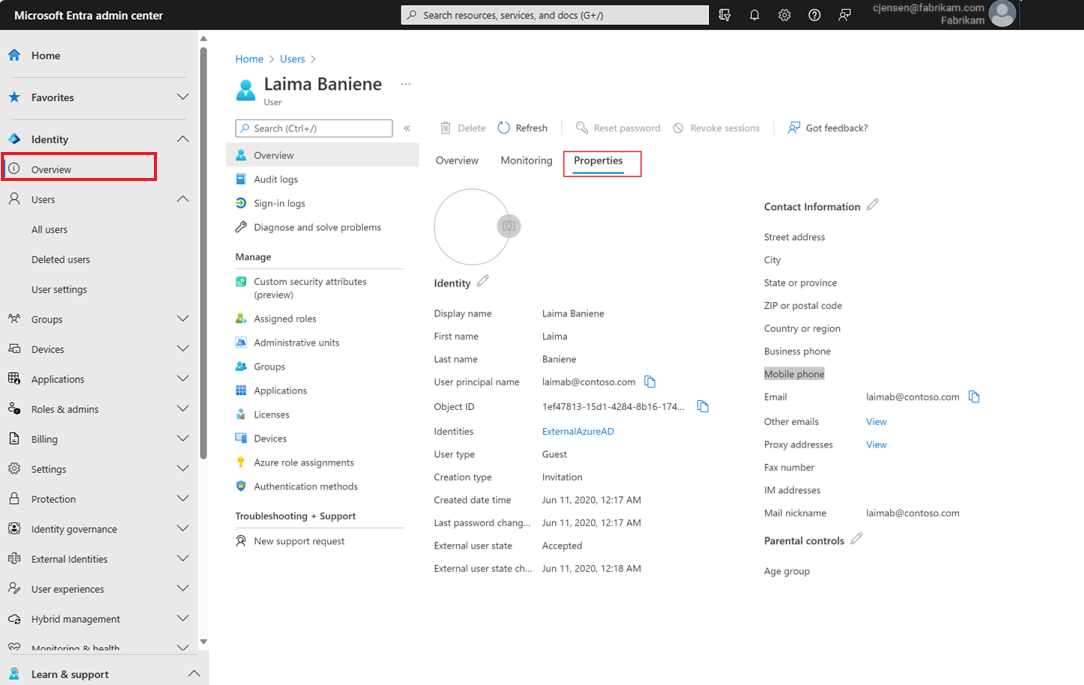 Microsoft Entra admin center
Search resources, services, and docs (G+/)
cjensen@fabrikam.com
Fabrikam
Home
Favorites
Identity
Overview
Users
All users
Deleted users
User settings
Groups
Devices
Applications
Roles & admins
Billing
Settings
Protection
Identity governance
External Identities
User experiences
Hybrid management
Monitoring & health
Learn & support
Home > Users >
Laima Baniene ...
User
Search (Ctrl+/) «
Overview
Audit logs
Sign-in logs
Diagnose and solve problems
Manage
Custom security attributes
(preview)
Assigned roles
Administrative units
Groups
Applications
Licenses
Devices
Azure role assignments
Authentication methods
Troubleshooting + Support
New support request
Delete Refresh Reset password Revoke sessions Got feedback?
Overview Monitoring Properties
Identity
Display name Laima Baniene
First name Laima
Last name Baniene
User principal name laimab@contoso.com
Object ID 1ef47813-15d1-4284-8b16-174...
Identities ExternalAzureAD
User type Guest
Creation type Invitation
Created date time Jun 11, 2020, 12:17 AM
Last password chang... Jun 11, 2020, 12:17 AM
External user state Accepted
External user state ch... Jun 11, 2020, 12:18 AM
Contact Information
Street address
City
State or province
ZIP or postal code
Country or region
Business phone
Mobile phone
Email laimab@contoso.com
Other emails View
Proxy addresses View
Fax number
IM addresses
Mail nickname laimab@contoso.com
Parental controls
Age group